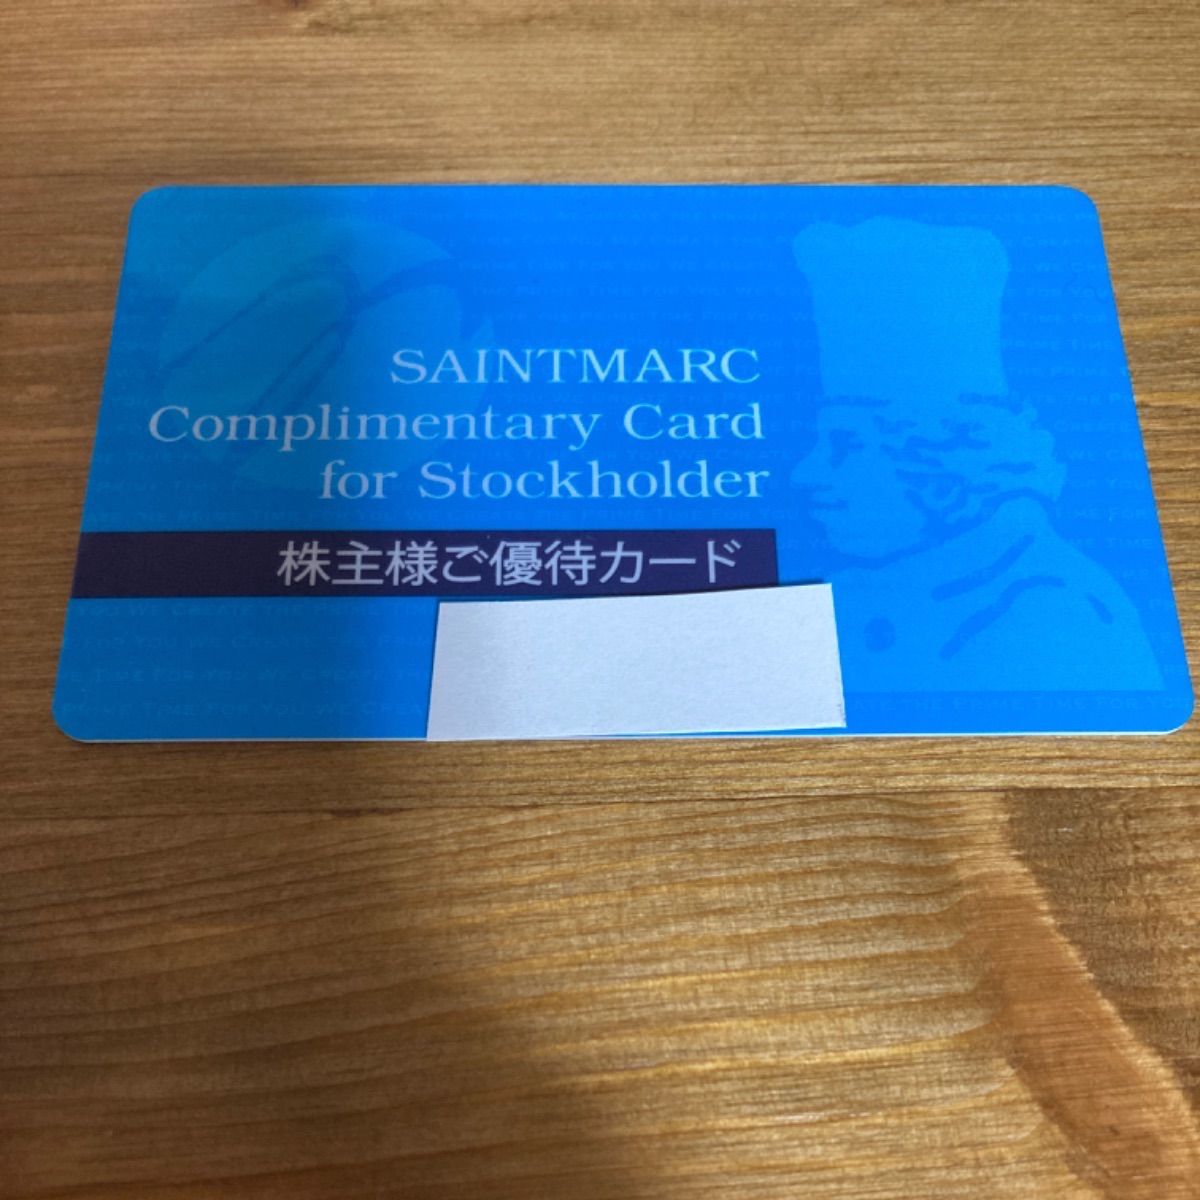 SAINTMARC
Complimentary Card
for Stockholder
株主様ご優待カード